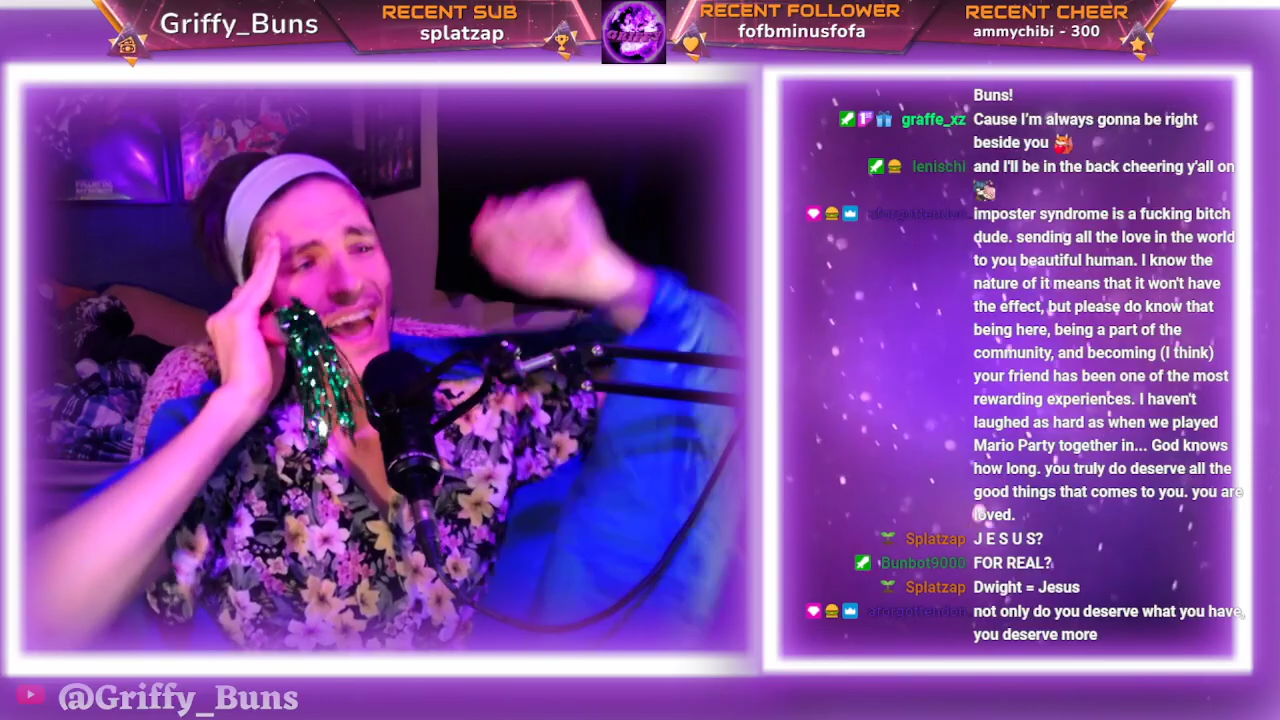 Griffy_Buns
RECENT SUB
splatzap
RECENT FOLLOWER
fofbminusfofa
RECENT CHEER
ammychibi - 300
Buns!
graffe_xz Cause I'm always gonna be right
beside you
lenischi and I'll be in the back cheering y'all on
imposter syndrome is a fucking bitch
dude. sending all the love in the world
to you beautiful human. I know the
nature of it means that it won't have
the effect, but please do know that
being here, being a part of the
community, and becoming (I think)
your friend has been one of the most
rewarding experiences. I haven't
laughed as hard as when we played
Mario Party together in... God knows
how long. you truly do deserve all the
good things that comes to you. you are
loved.
Splatzap J E S U S?
Bunbot9000 FOR REAL?
Splatzap Dwight = Jesus
not only do you deserve what you have,
you deserve more
@Griffy_Buns